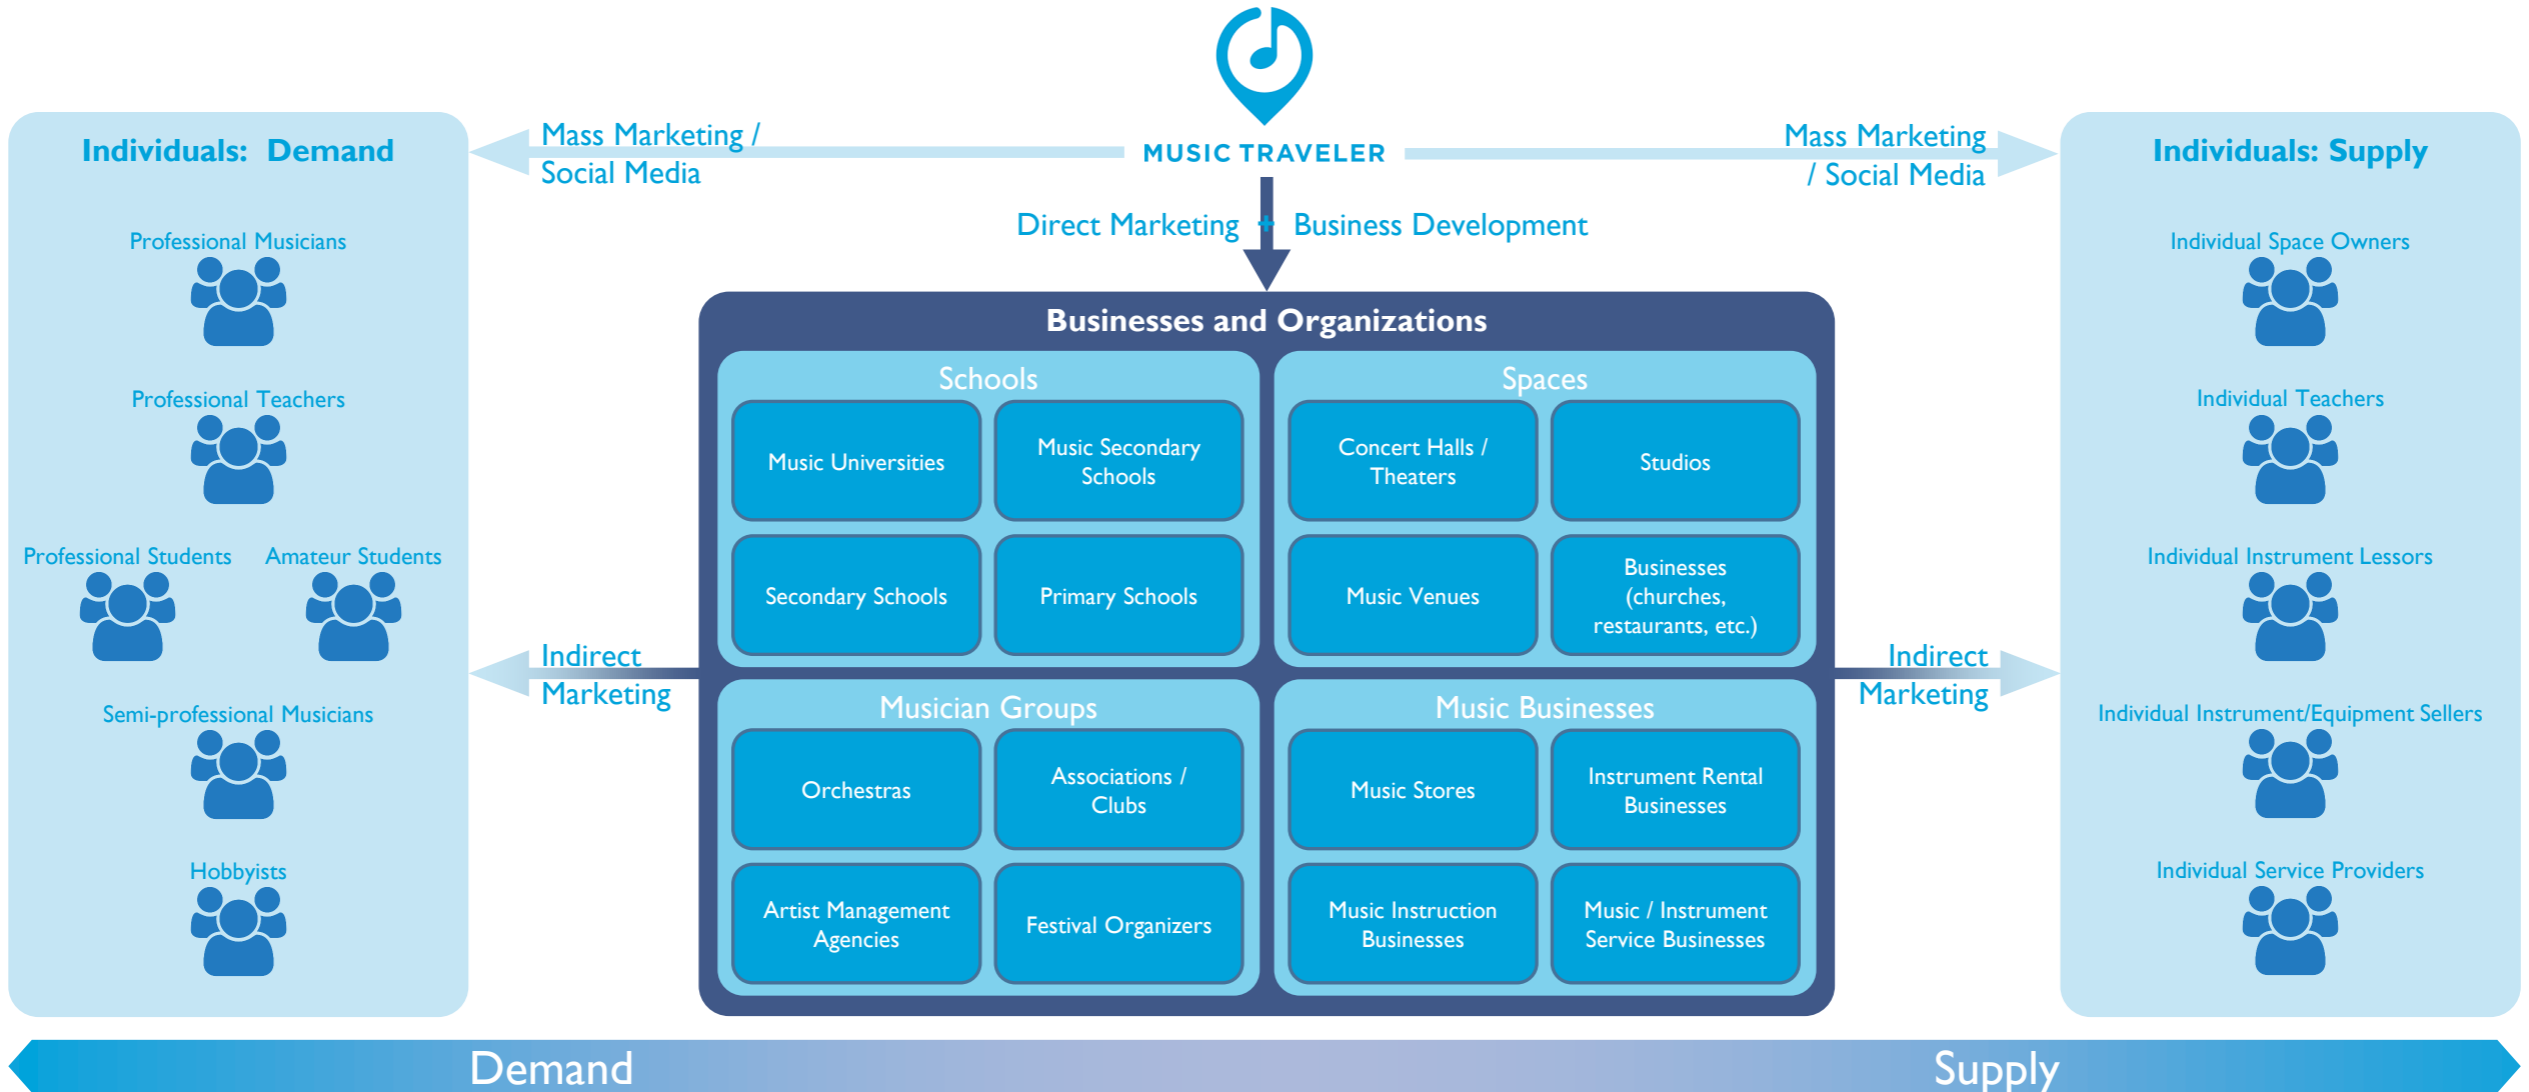 MUSIC TRAVELER
Mass Marketing /
Social Media
Mass Marketing
/ Social Media
Direct Marketing + Business Development
Individuals: Demand
Professional Musicians
Professional Teachers
Professional Students
Amateur Students
Semi-professional Musicians
Hobbyists
Indirect
Marketing
Businesses and Organizations
Schools
Music Universities
Music Secondary
Schools
Secondary Schools
Primary Schools
Spaces
Concert Halls /
Theaters
Studios
Music Venues
Businesses
(churches,
restaurants, etc.)
Musician Groups
Orchestras
Associations /
Clubs
Artist Management
Agencies
Festival Organizers
Music Businesses
Music Stores
Instrument Rental
Businesses
Music Instruction
Businesses
Music / Instrument
Service Businesses
Indirect
Marketing
Individuals: Supply
Individual Space Owners
Individual Teachers
Individual Instrument Lessors
Individual Instrument/Equipment Sellers
Individual Service Providers
Demand
Supply